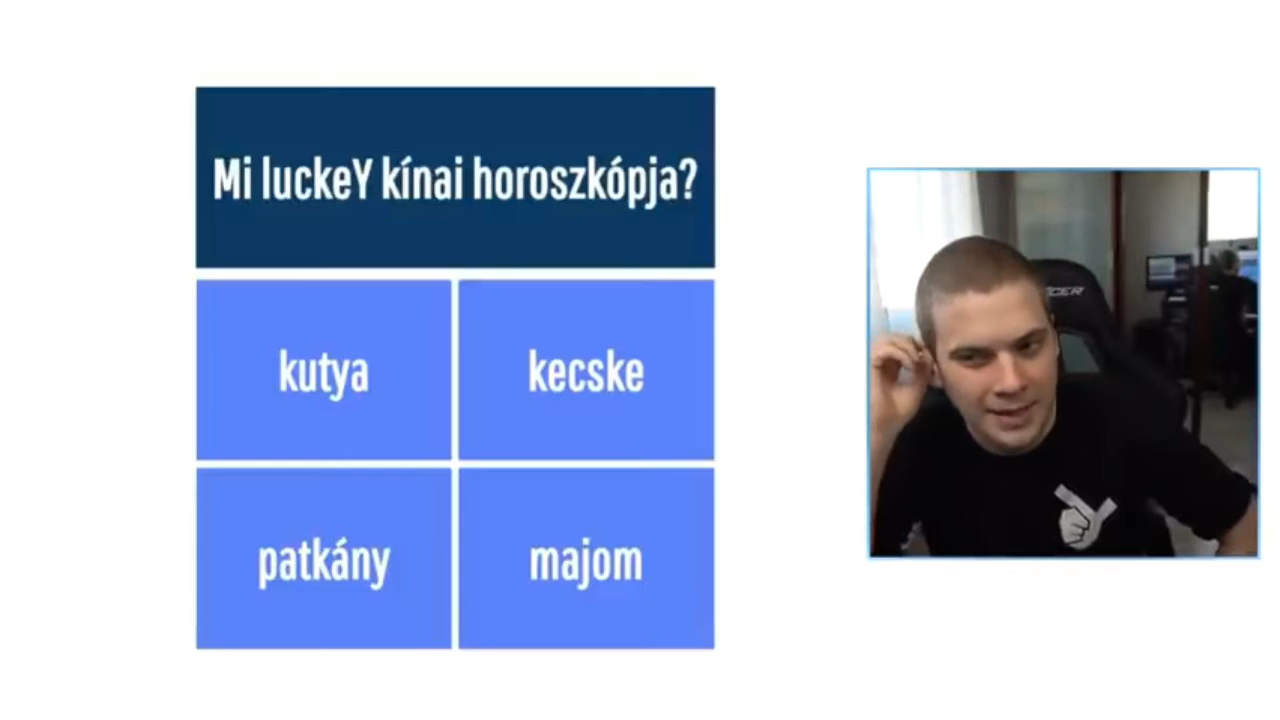 Mi luckeY kínai horoszkópja?
kutya
kecske
patkány
majom